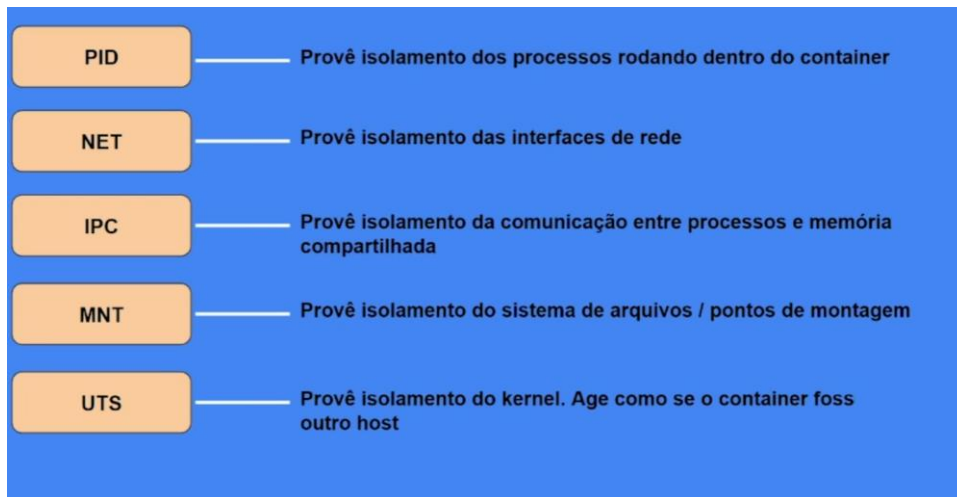 PID
Provê isolamento dos processos rodando dentro do container
NET
Provê isolamento das interfaces de rede
IPC
Provê isolamento da comunicação entre processos e memória
compartilhada
MNT
Provê isolamento do sistema de arquivos / pontos de montagem
UTS
Provê isolamento do kernel. Age como se o container foss
outro host